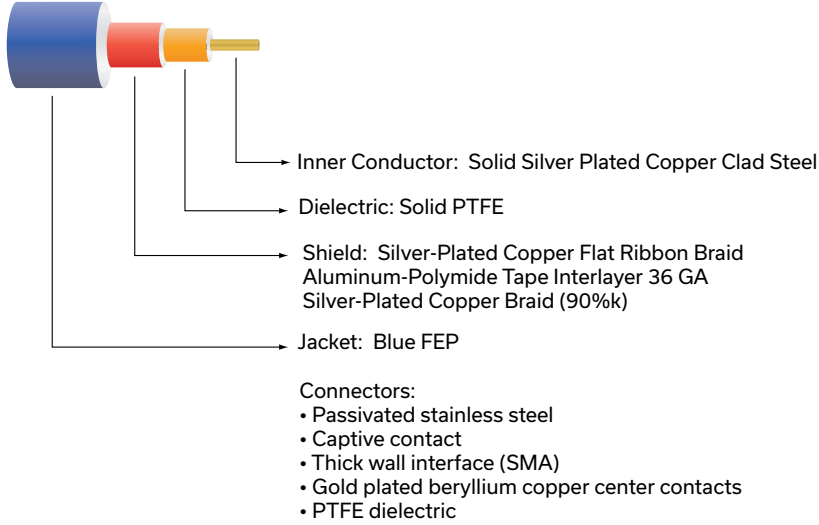 Inner Conductor: Solid Silver Plated Copper Clad Steel
Dielectric: Solid PTFE
Shield: Silver-Plated Copper Flat Ribbon Braid
Aluminum-Polymide Tape Interlayer 36 GA
Silver-Plated Copper Braid (90%k)
Jacket: Blue FEP
Connectors:
• Passivated stainless steel
• Captive contact
• Thick wall interface (SMA)
• Gold plated beryllium copper center contacts
• PTFE dielectric